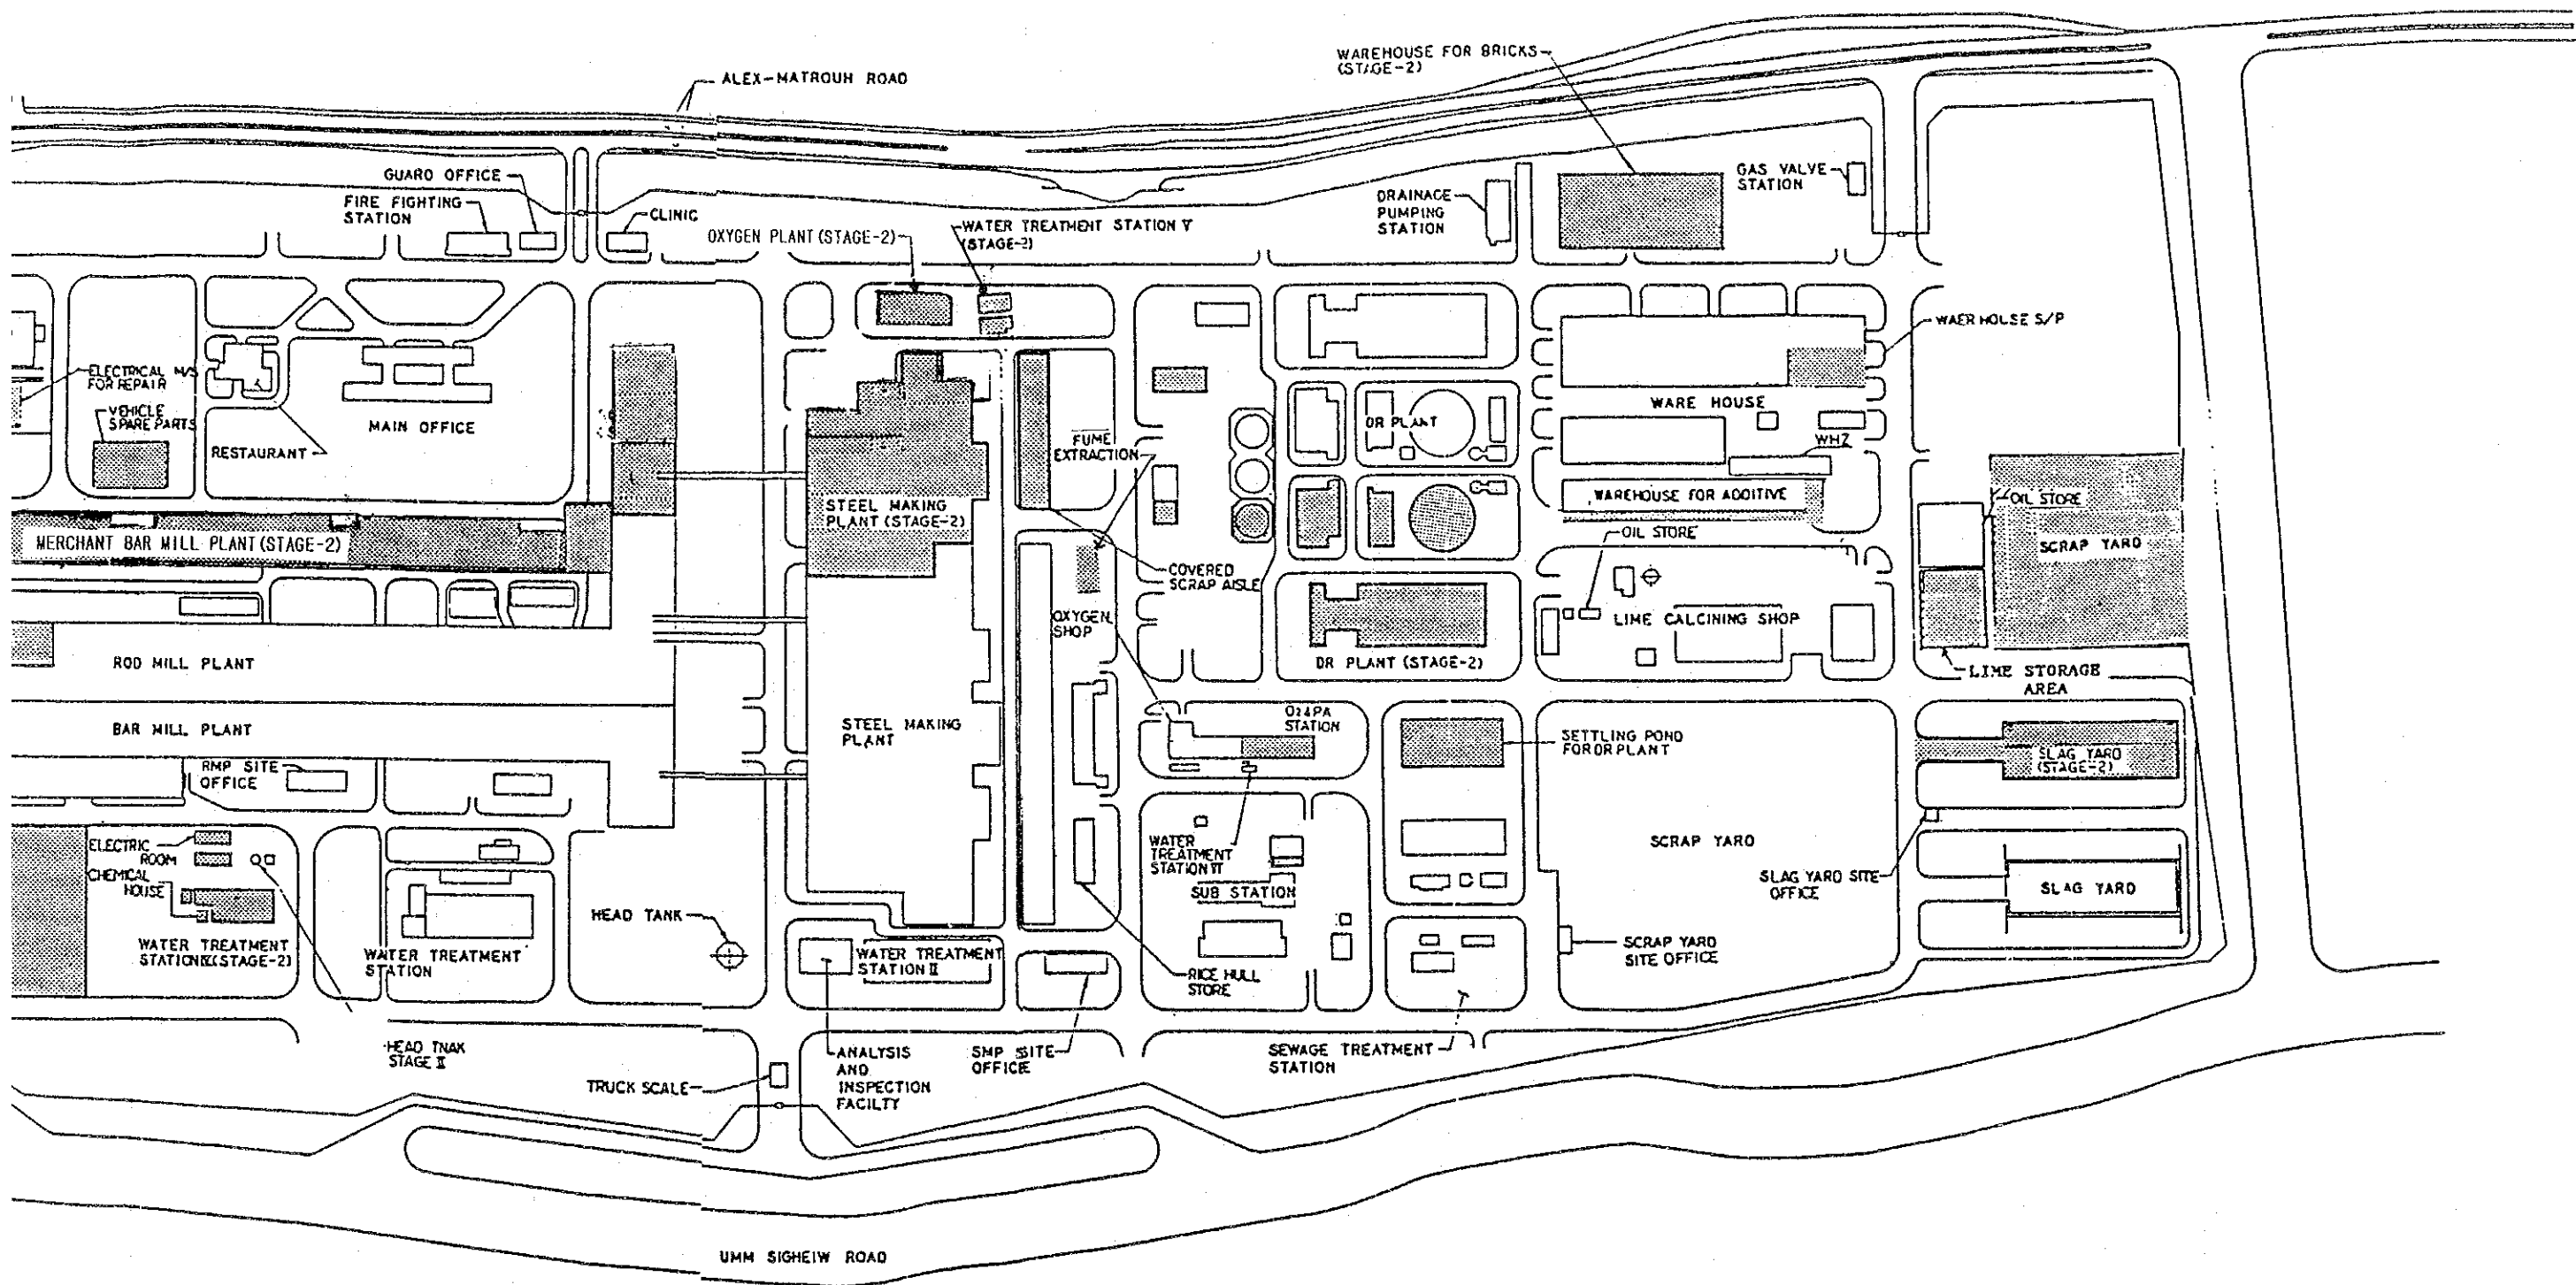 WAREHOUSE FOR BRICKS
(STAGE-2)
ALEX-MATROUH ROAD
GUARD OFFICE
FIRE FIGHTING
STATION
CLINIC
OXYGEN PLANT (STAGE-2)
WATER TREATMENT STATION V
(STAGE-2)
DRAINAGE
PUMPING
STATION
GAS VALVE
STATION
WAERHOUSE S/P
ELECTRICAL M/S
FOR REPAIR
VEHICLE
SPARE PARTS
RESTAURANT
MAIN OFFICE
FUME
EXTRACTION
DR PLANT
WARE HOUSE
WHZ
WAREHOUSE FOR ADDITIVE
OIL STORE
SCRAP YARD
STEEL MAKING
PLANT (STAGE-2)
MERCHANT BAR MILL PLANT (STAGE-2)
OIL STORE
COVERED
SCRAP AISLE
OXYGEN
SHOP
LIME CALCINING SHOP
ROD MILL PLANT
DR PLANT (STAGE-2)
LIME STORAGE
AREA
BAR MILL PLANT
STEEL MAKING
PLANT
STATION
SETTLING POND
FOR DR PLANT
SLAG YARD
(STAGE-2)
RMP SITE
OFFICE
ELECTRIC
ROOM
CHEMICAL
HOUSE
WATER
TREATMENT
STATION VI
SUB STATION
SCRAP YARD
SLAG YARD SITE
OFFICE
SLAG YARD
HEAD TANK
WATER TREATMENT
STATION IV (STAGE-2)
WATER TREATMENT
STATION
WATER TREATMENT
STATION II
RICE HULL
STORE
SCRAP YARD
SITE OFFICE
HEAD TNAK
STAGE II
TRUCK SCALE
ANALYSIS
AND
INSPECTION
FACILTY
SMP SITE
OFFICE
SEWAGE TREATMENT
STATION
UMM SIGHEIW ROAD